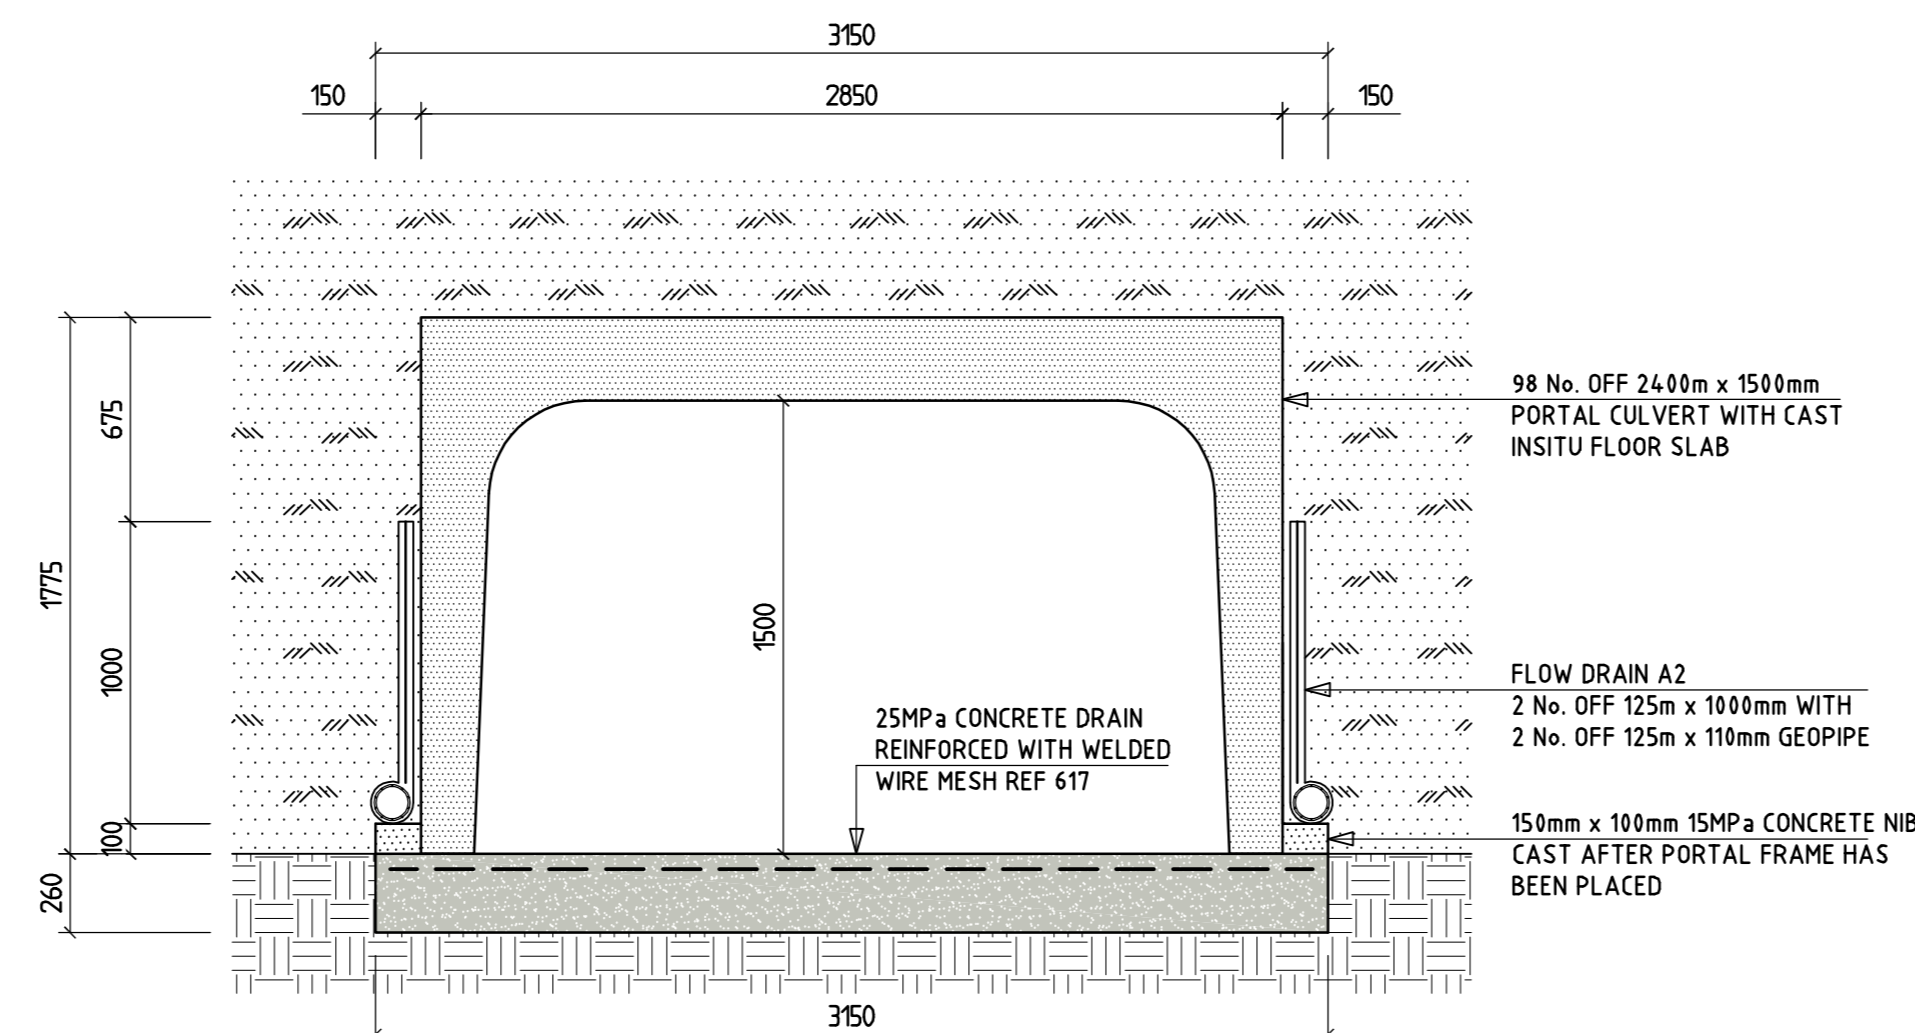 3150
150
2850
150
675
1775
1000
100
260
1500
98 No. OFF 2400m x 1500mm
PORTAL CULVERT WITH CAST
INSITU FLOOR SLAB
25MPa CONCRETE DRAIN
REINFORCED WITH WELDED
WIRE MESH REF 617
FLOW DRAIN A2
2 No. OFF 125m x 1000mm WITH
2 No. OFF 125m x 110mm GEOPIPE
150mm x 100mm 15MPa CONCRETE NIB
CAST AFTER PORTAL FRAME HAS
BEEN PLACED
3150